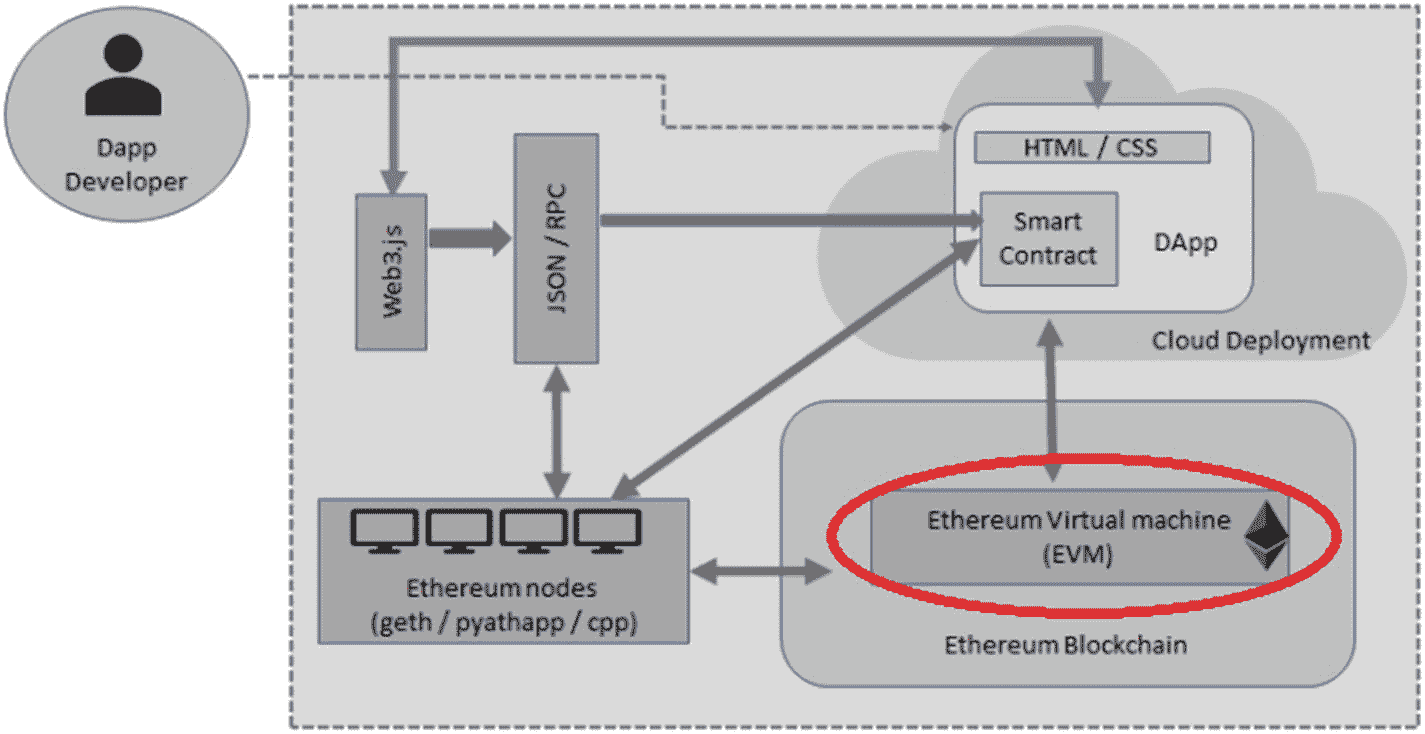 Dapp
Developer
Web3.js
JSON / RPC
HTML / CSS
Smart
Contract
DApp
Cloud Deployment
Ethereum nodes
(geth / pyathapp / cpp)
Ethereum Virtual machine
(EVM)
Ethereum Blockchain